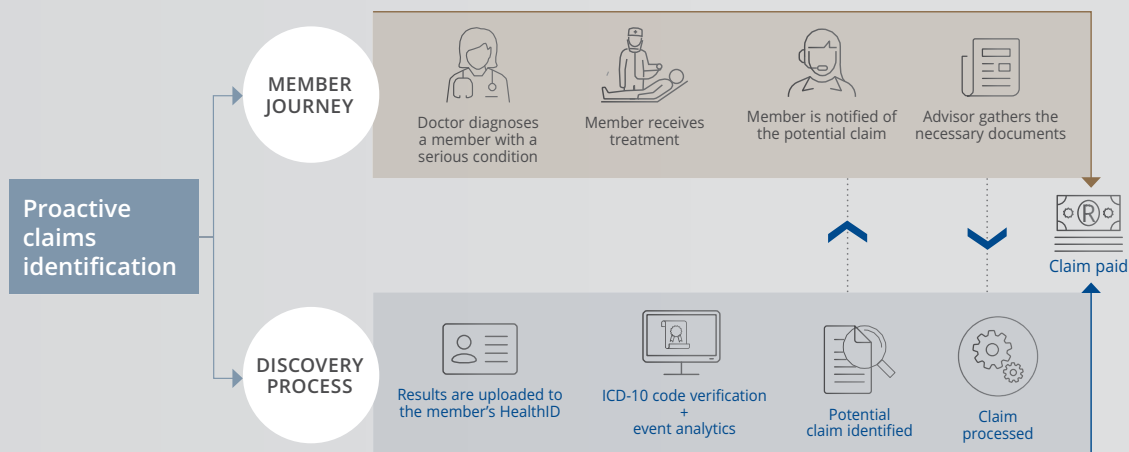 Proactive
claims
identification
MEMBER
JOURNEY
Doctor diagnoses
a member with a
serious condition
Member receives
treatment
Member is notified of
the potential claim
Advisor gathers the
necessary documents
R
Claim paid
DISCOVERY
PROCESS
Results are uploaded to
the member’s HealthID
ICD-10 code verification
+
event analytics
Potential
claim identified
Claim
processed